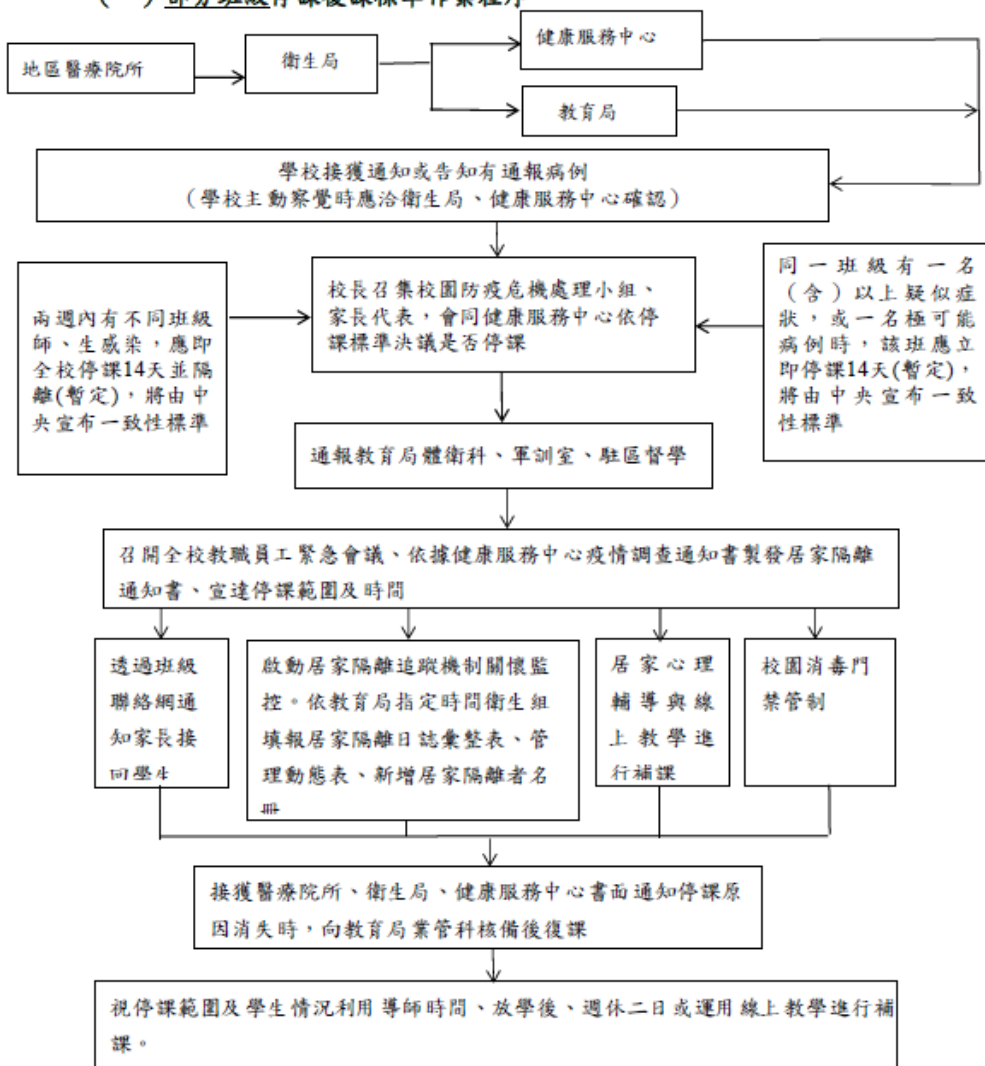 部分班級停課復課標準作業程序
健康服務中心
地區醫療院所
衛生局
教育局
學校接獲通知或告知有通報病例
（學校主動察覺時應洽衛生局、健康服務中心確認）
兩週內有不同班級
師、生感染，應即
全校停課14天並隔
離(暫定)，將由中
央宣布一致性標準
校長召集校園防疫危機處理小組、
家長代表，會同健康服務中心依停
課標準決議是否停課
同一班級有一名
（含）以上疑似症
狀，或一名極可能
病例時，該班應立
即停課14天(暫定)，
將由中央宣布一致
性標準
通報教育局體衛科、軍訓室、駐區督學
召開全校教職員工緊急會議、依據健康服務中心疫情調查通知書製發居家隔離
通知書、宣達停課範圍及時間
透過班級
聯絡網通
知家長接
回學生
啟動居家隔離追蹤機制關懷監
控。依教育局指定時間衛生組
填報居家隔離日誌彙整表、管
理動態表、新增居家隔離者名
冊
居家心理
輔導與線
上教學進
行補課
校園消毒門
禁管制
接獲醫療院所、衛生局、健康服務中心書面通知停課原
因消失時，向教育局業管科核備後復課
視停課範圍及學生情況利用導師時間、放學後、週休二日或運用線上教學進行補
課。